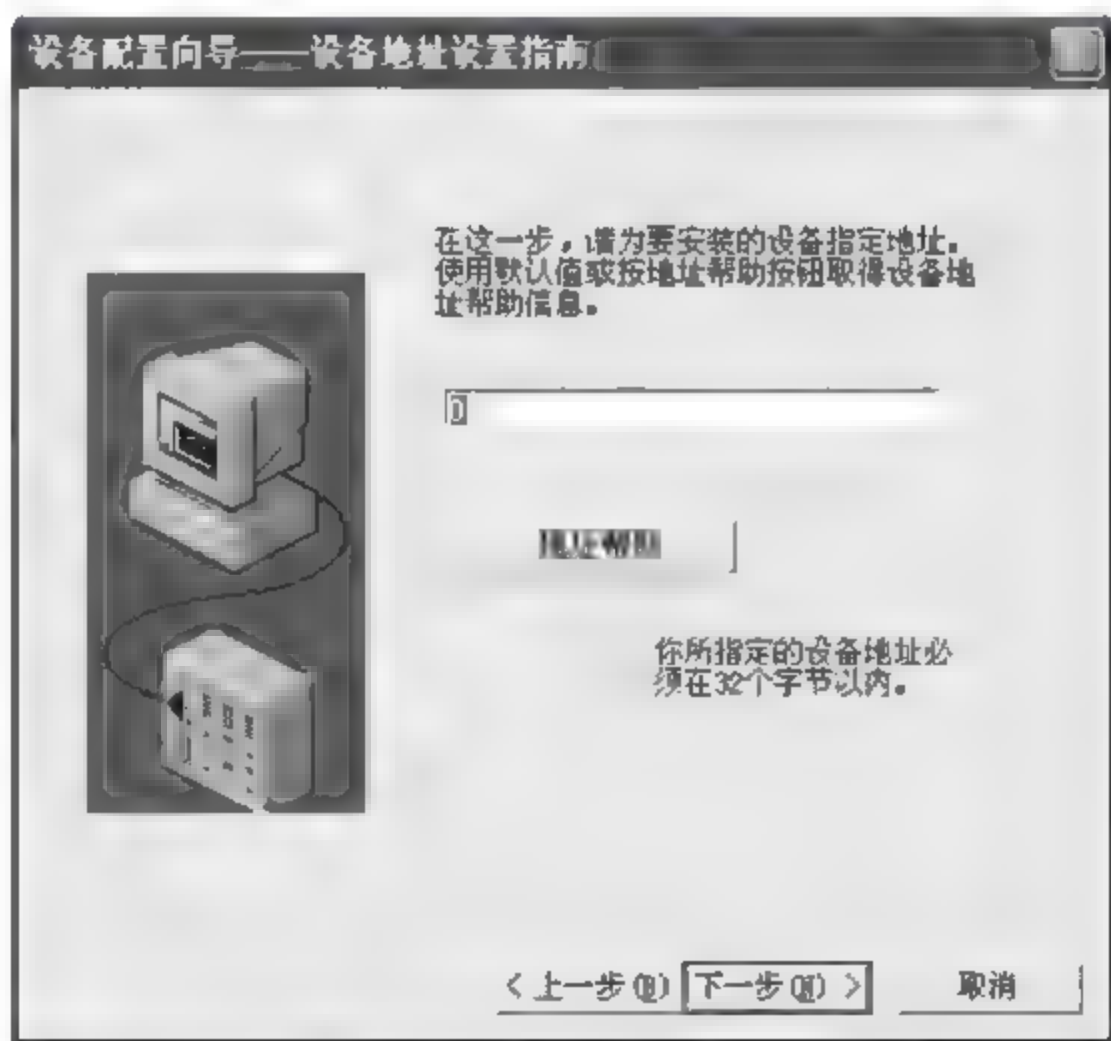 设备配置向导——设备地址设置指南
在这一步，请为要安装的设备指定地址。
使用默认值或按地址帮助按钮取得设备地
址帮助信息。
0
地址帮助
你所指定的设备地址必
须在32个字节以内。
< 上一步(B) 下一步(N) > 取消